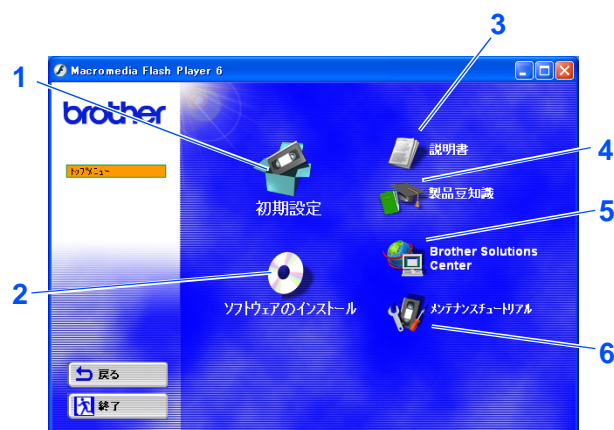 3
1
Macromedia Flash Player 6
brother
4
説明書
トップメニュー
製品豆知識
初期設定
5
Brother Solutions
Center
2
ソフトウェアのインストール
メンテナンスチュートリアル
6
戻る
終了